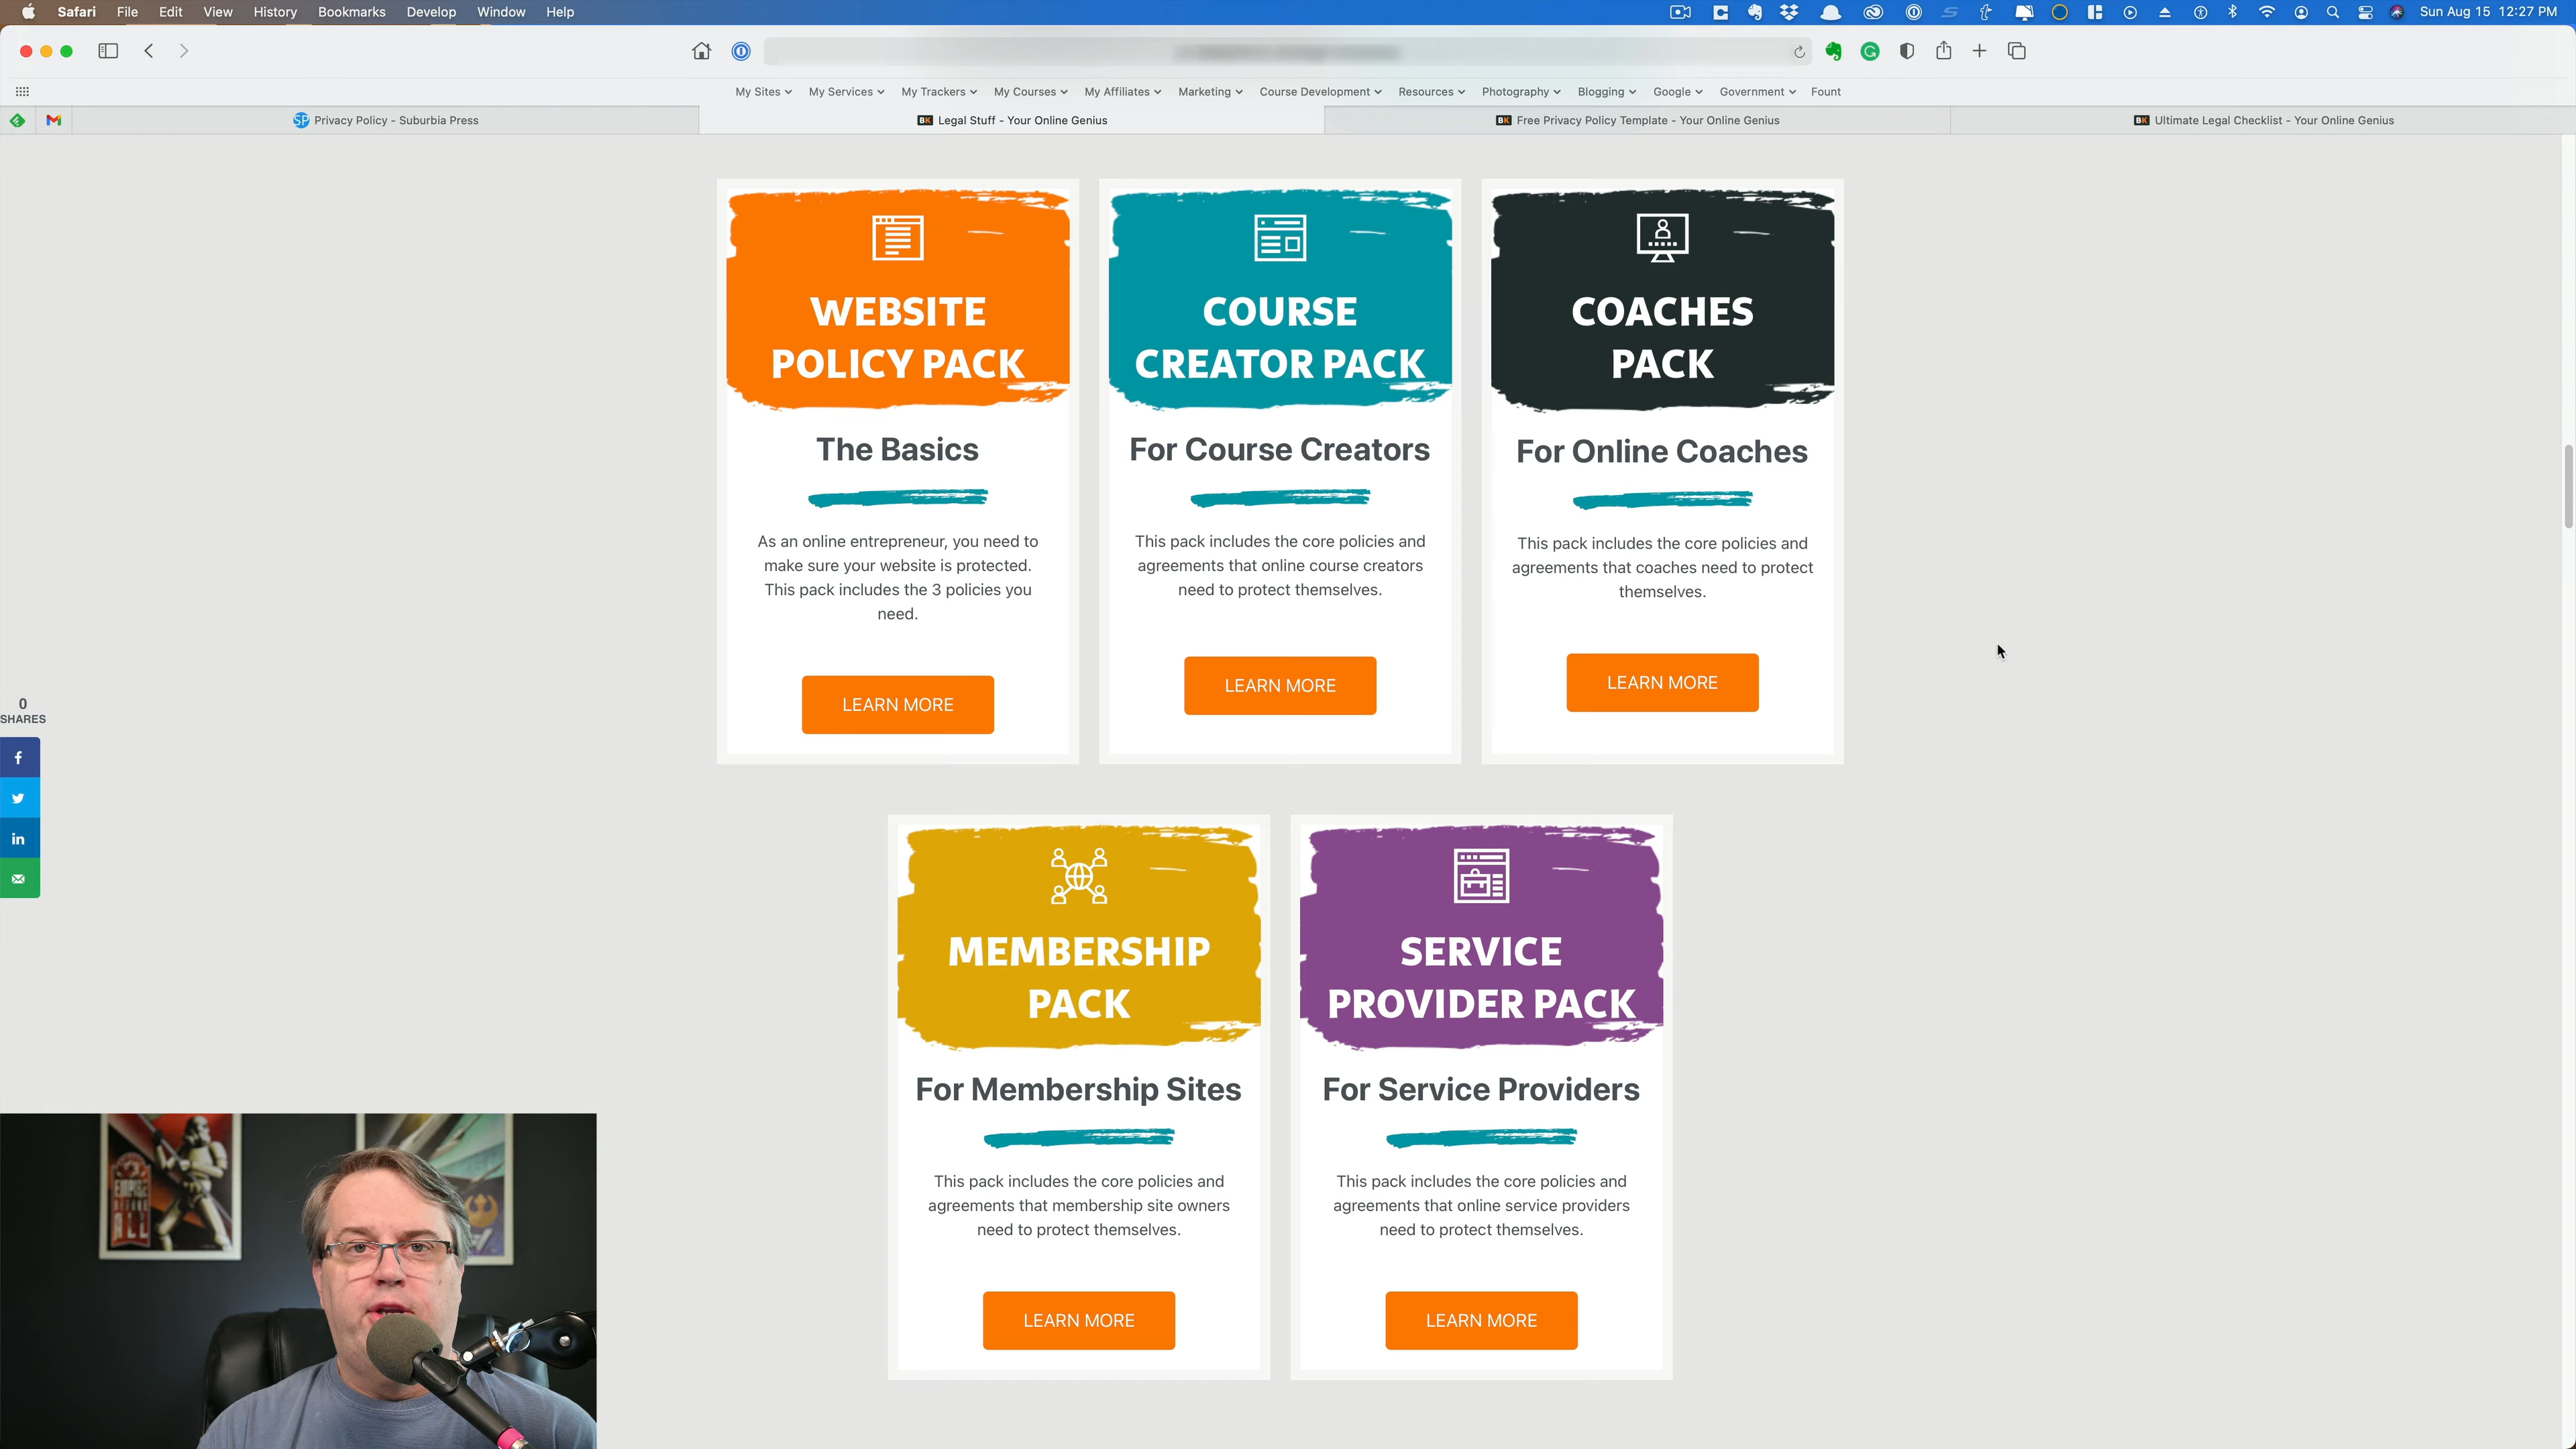 Safari File Edit View History Bookmarks Develop Window Help
Sun Aug 15 12:27 PM
My Sites My Services My Trackers My Courses My Affiliates Marketing Course Development Resources Photography Blogging Google Government Fount
SP Privacy Policy - Suburbia Press
BK Legal Stuff - Your Online Genius
BK Free Privacy Policy Template - Your Online Genius
BK Ultimate Legal Checklist - Your Online Genius
WEBSITE
POLICY PACK
The Basics
As an online entrepreneur, you need to
make sure your website is protected.
This pack includes the 3 policies you
need.
LEARN MORE
COURSE
CREATOR PACK
For Course Creators
This pack includes the core policies and
agreements that online course creators
need to protect themselves.
LEARN MORE
COACHES
PACK
For Online Coaches
This pack includes the core policies and
agreements that coaches need to protect
themselves.
LEARN MORE
0
SHARES
MEMBERSHIP
PACK
For Membership Sites
This pack includes the core policies and
agreements that membership site owners
need to protect themselves.
LEARN MORE
SERVICE
PROVIDER PACK
For Service Providers
This pack includes the core policies and
agreements that online service providers
need to protect themselves.
LEARN MORE